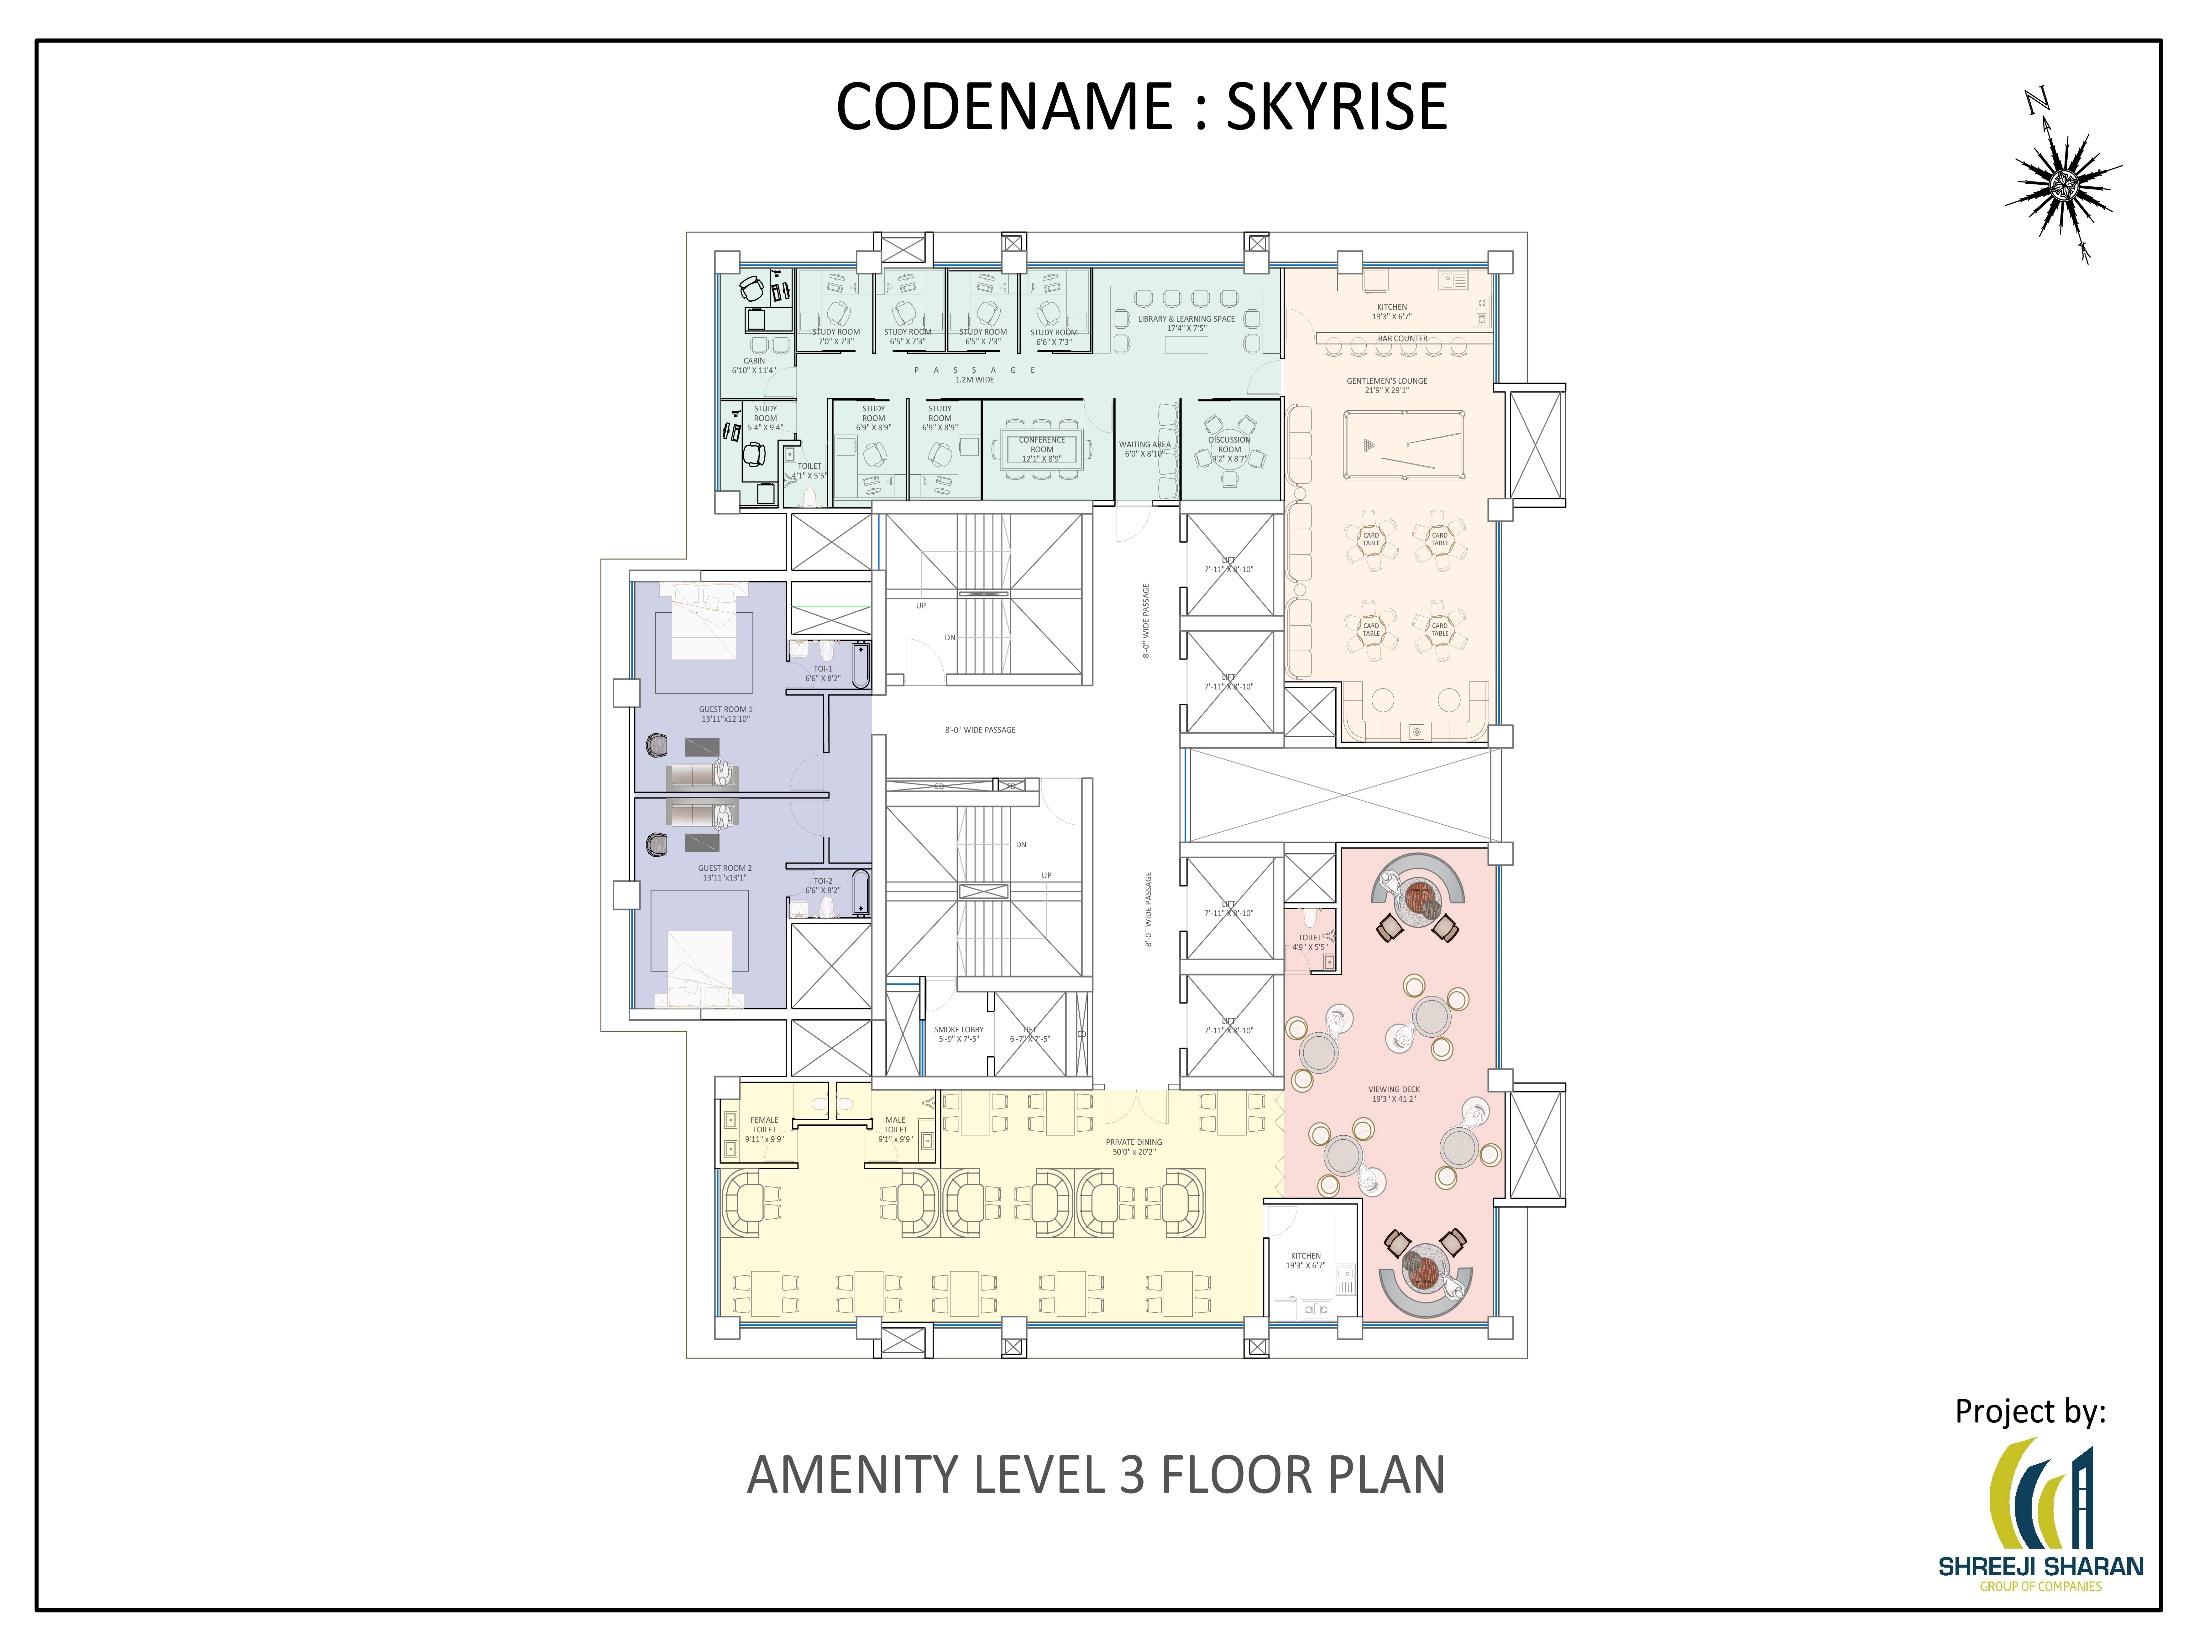 CODENAME : SKYRISE
N
STUDY ROOM
7'0" X 7'3"
STUDY ROOM
6'5" X 7'3"
STUDY ROOM
6'5" X 7'3"
STUDY ROOM
6'6" X 7'3"
LIBRARY & LEARNING SPACE
17'4" X 7'5"
KITCHEN
19'3" X 6'7"
BAR COUNTER
CABIN
6'10" X 11'4"
P A S S A G E
1.2M WIDE
GENTLEMEN'S LOUNGE
21'9" X 29'1"
STUDY
ROOM
5'4" X 9'4"
STUDY
ROOM
6'9" X 8'9"
STUDY
ROOM
6'9" X 8'9"
CONFERENCE
ROOM
12'1" X 8'9"
WAITING AREA
6'0" X 8'10"
DISCUSSION
ROOM
9'2" X 8'7"
TOILET
4'1" X 5'5"
CARD
TABLE
CARD
TABLE
CARD
TABLE
CARD
TABLE
LIFT
7'-11" X 8'-10"
LIFT
7'-11" X 8'-10"
UP
DN
8'-0" WIDE PASSAGE
TOI-1
6'6" X 8'2"
GUEST ROOM 1
13'11"x12'10"
8'-0" WIDE PASSAGE
ED
DN
UP
GUEST ROOM 2
13'11"x13'1"
TOI-2
6'6" X 8'2"
8'-0" WIDE PASSAGE
LIFT
7'-11" X 8'-10"
LIFT
7'-11" X 8'-10"
TOILET
4'9" X 5'5"
SMOKE LOBBY
5'-9" X 7'-5"
LIFT
6'-7" X 7'-5"
VIEWING DECK
19'3" X 41'2"
FEMALE
TOILET
9'11" x 9'9"
MALE
TOILET
9'1" x 9'9"
PRIVATE DINING
50'0" x 20'2"
KITCHEN
19'3" X 6'7"
AMENITY LEVEL 3 FLOOR PLAN
Project by:
SHREEJI SHARAN
GROUP OF COMPANIES